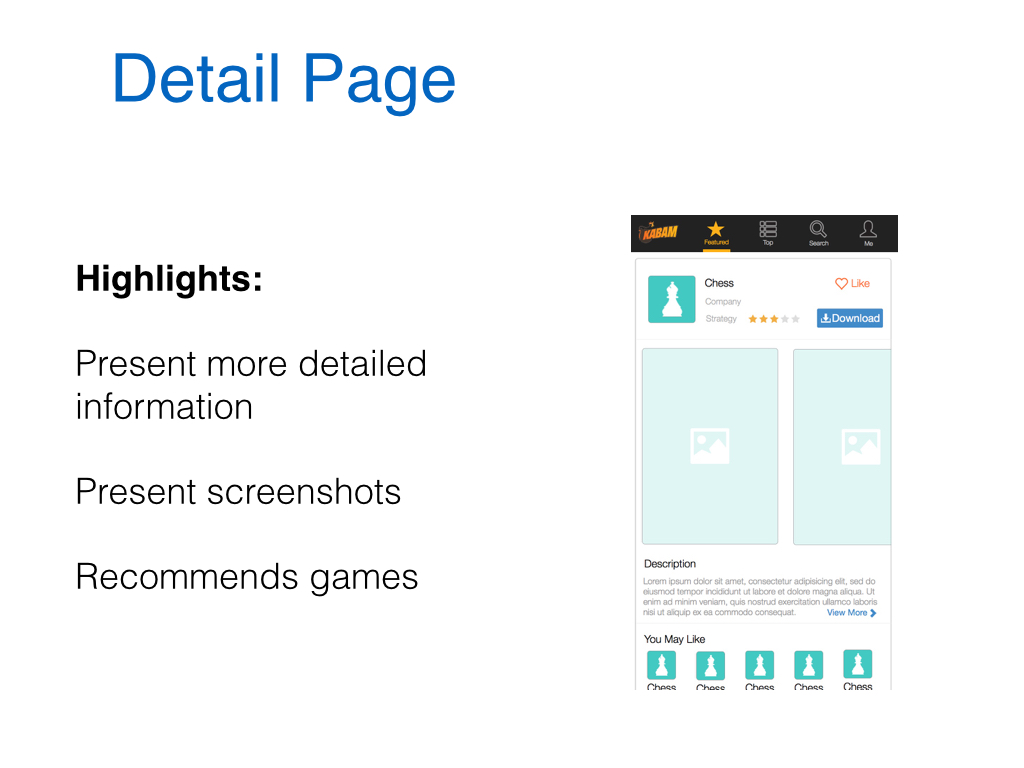 Detail Page
Highlights:
Present more detailed
information
Present screenshots
Recommends games
KABAM
Featured
Top
Search
Me
Chess
Like
Company
Strategy
Download
Description
Lorem ipsum dolor sit amet, consectetur adipisicing elit, sed do
eiusmod tempor incididunt ut labore et dolore magna aliqua. Ut
enim ad minim veniam, quis nostrud exercitation ullamco laboris
nisi ut aliquip ex ea commodo consequat. View More
You May Like
Chess Chess Chess Chess Chess